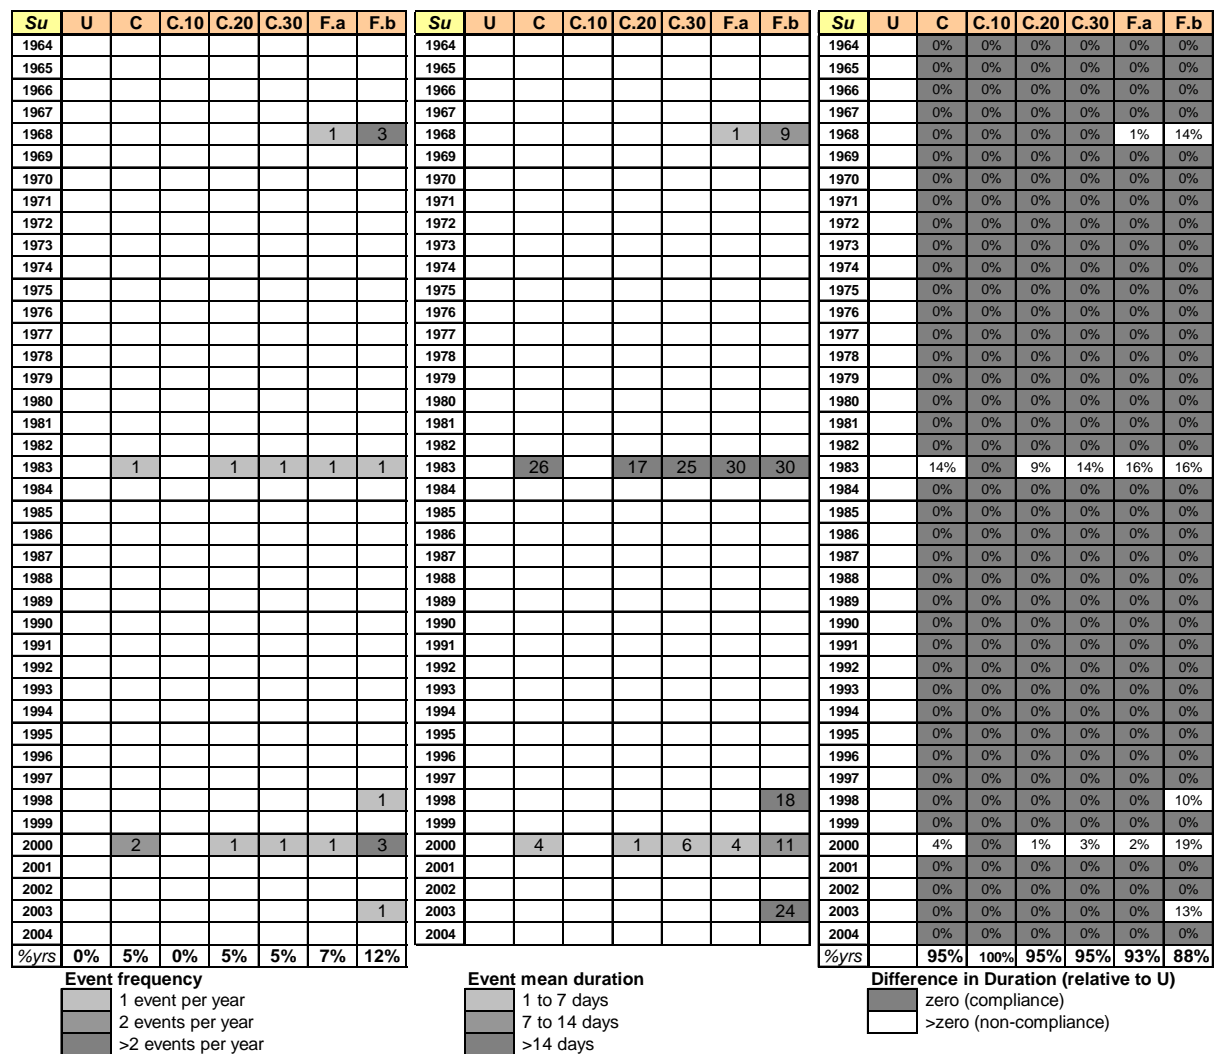 Su U C C.10 C.20 C.30 F.a F.b Su U C C.10 C.20 C.30 F.a F.b Su U C C.10 C.20 C.30 F.a F.b
1964 1964 1964 0% 0% 0% 0% 0% 0%
1965 1965 1965 0% 0% 0% 0% 0% 0%
1966 1966 1966 0% 0% 0% 0% 0% 0%
1967 1967 1967 0% 0% 0% 0% 0% 0%
1968 1 3 1968 1 9 1968 0% 0% 0% 0% 1% 14%
1969 1969 1969 0% 0% 0% 0% 0% 0%
1970 1970 1970 0% 0% 0% 0% 0% 0%
1971 1971 1971 0% 0% 0% 0% 0% 0%
1972 1972 1972 0% 0% 0% 0% 0% 0%
1973 1973 1973 0% 0% 0% 0% 0% 0%
1974 1974 1974 0% 0% 0% 0% 0% 0%
1975 1975 1975 0% 0% 0% 0% 0% 0%
1976 1976 1976 0% 0% 0% 0% 0% 0%
1977 1977 1977 0% 0% 0% 0% 0% 0%
1978 1978 1978 0% 0% 0% 0% 0% 0%
1979 1979 1979 0% 0% 0% 0% 0% 0%
1980 1980 1980 0% 0% 0% 0% 0% 0%
1981 1981 1981 0% 0% 0% 0% 0% 0%
1982 1982 1982 0% 0% 0% 0% 0% 0%
1983 1 1 1 1 1 1983 26 17 25 30 30 1983 14% 0% 9% 14% 16% 16%
1984 1984 1984 0% 0% 0% 0% 0% 0%
1985 1985 1985 0% 0% 0% 0% 0% 0%
1986 1986 1986 0% 0% 0% 0% 0% 0%
1987 1987 1987 0% 0% 0% 0% 0% 0%
1988 1988 1988 0% 0% 0% 0% 0% 0%
1989 1989 1989 0% 0% 0% 0% 0% 0%
1990 1990 1990 0% 0% 0% 0% 0% 0%
1991 1991 1991 0% 0% 0% 0% 0% 0%
1992 1992 1992 0% 0% 0% 0% 0% 0%
1993 1993 1993 0% 0% 0% 0% 0% 0%
1994 1994 1994 0% 0% 0% 0% 0% 0%
1995 1995 1995 0% 0% 0% 0% 0% 0%
1996 1996 1996 0% 0% 0% 0% 0% 0%
1997 1997 1997 0% 0% 0% 0% 0% 0%
1998 1 1998 18 1998 0% 0% 0% 0% 0% 10%
1999 1999 1999 0% 0% 0% 0% 0% 0%
2000 2 1 1 1 3 2000 4 1 6 4 11 2000 4% 0% 1% 3% 2% 19%
2001 2001 2001 0% 0% 0% 0% 0% 0%
2002 2002 2002 0% 0% 0% 0% 0% 0%
2003 1 2003 24 2003 0% 0% 0% 0% 0% 13%
2004 2004 2004 0% 0% 0% 0% 0% 0%
%yrs 0% 5% 0% 5% 5% 7% 12% %yrs 95% 100% 95% 95% 93% 88%
Event frequency Event mean duration Difference in Duration (relative to U)
1 event per year 1 to 7 days zero (compliance)
2 events per year 7 to 14 days >zero (non-compliance)
>2 events per year >14 days